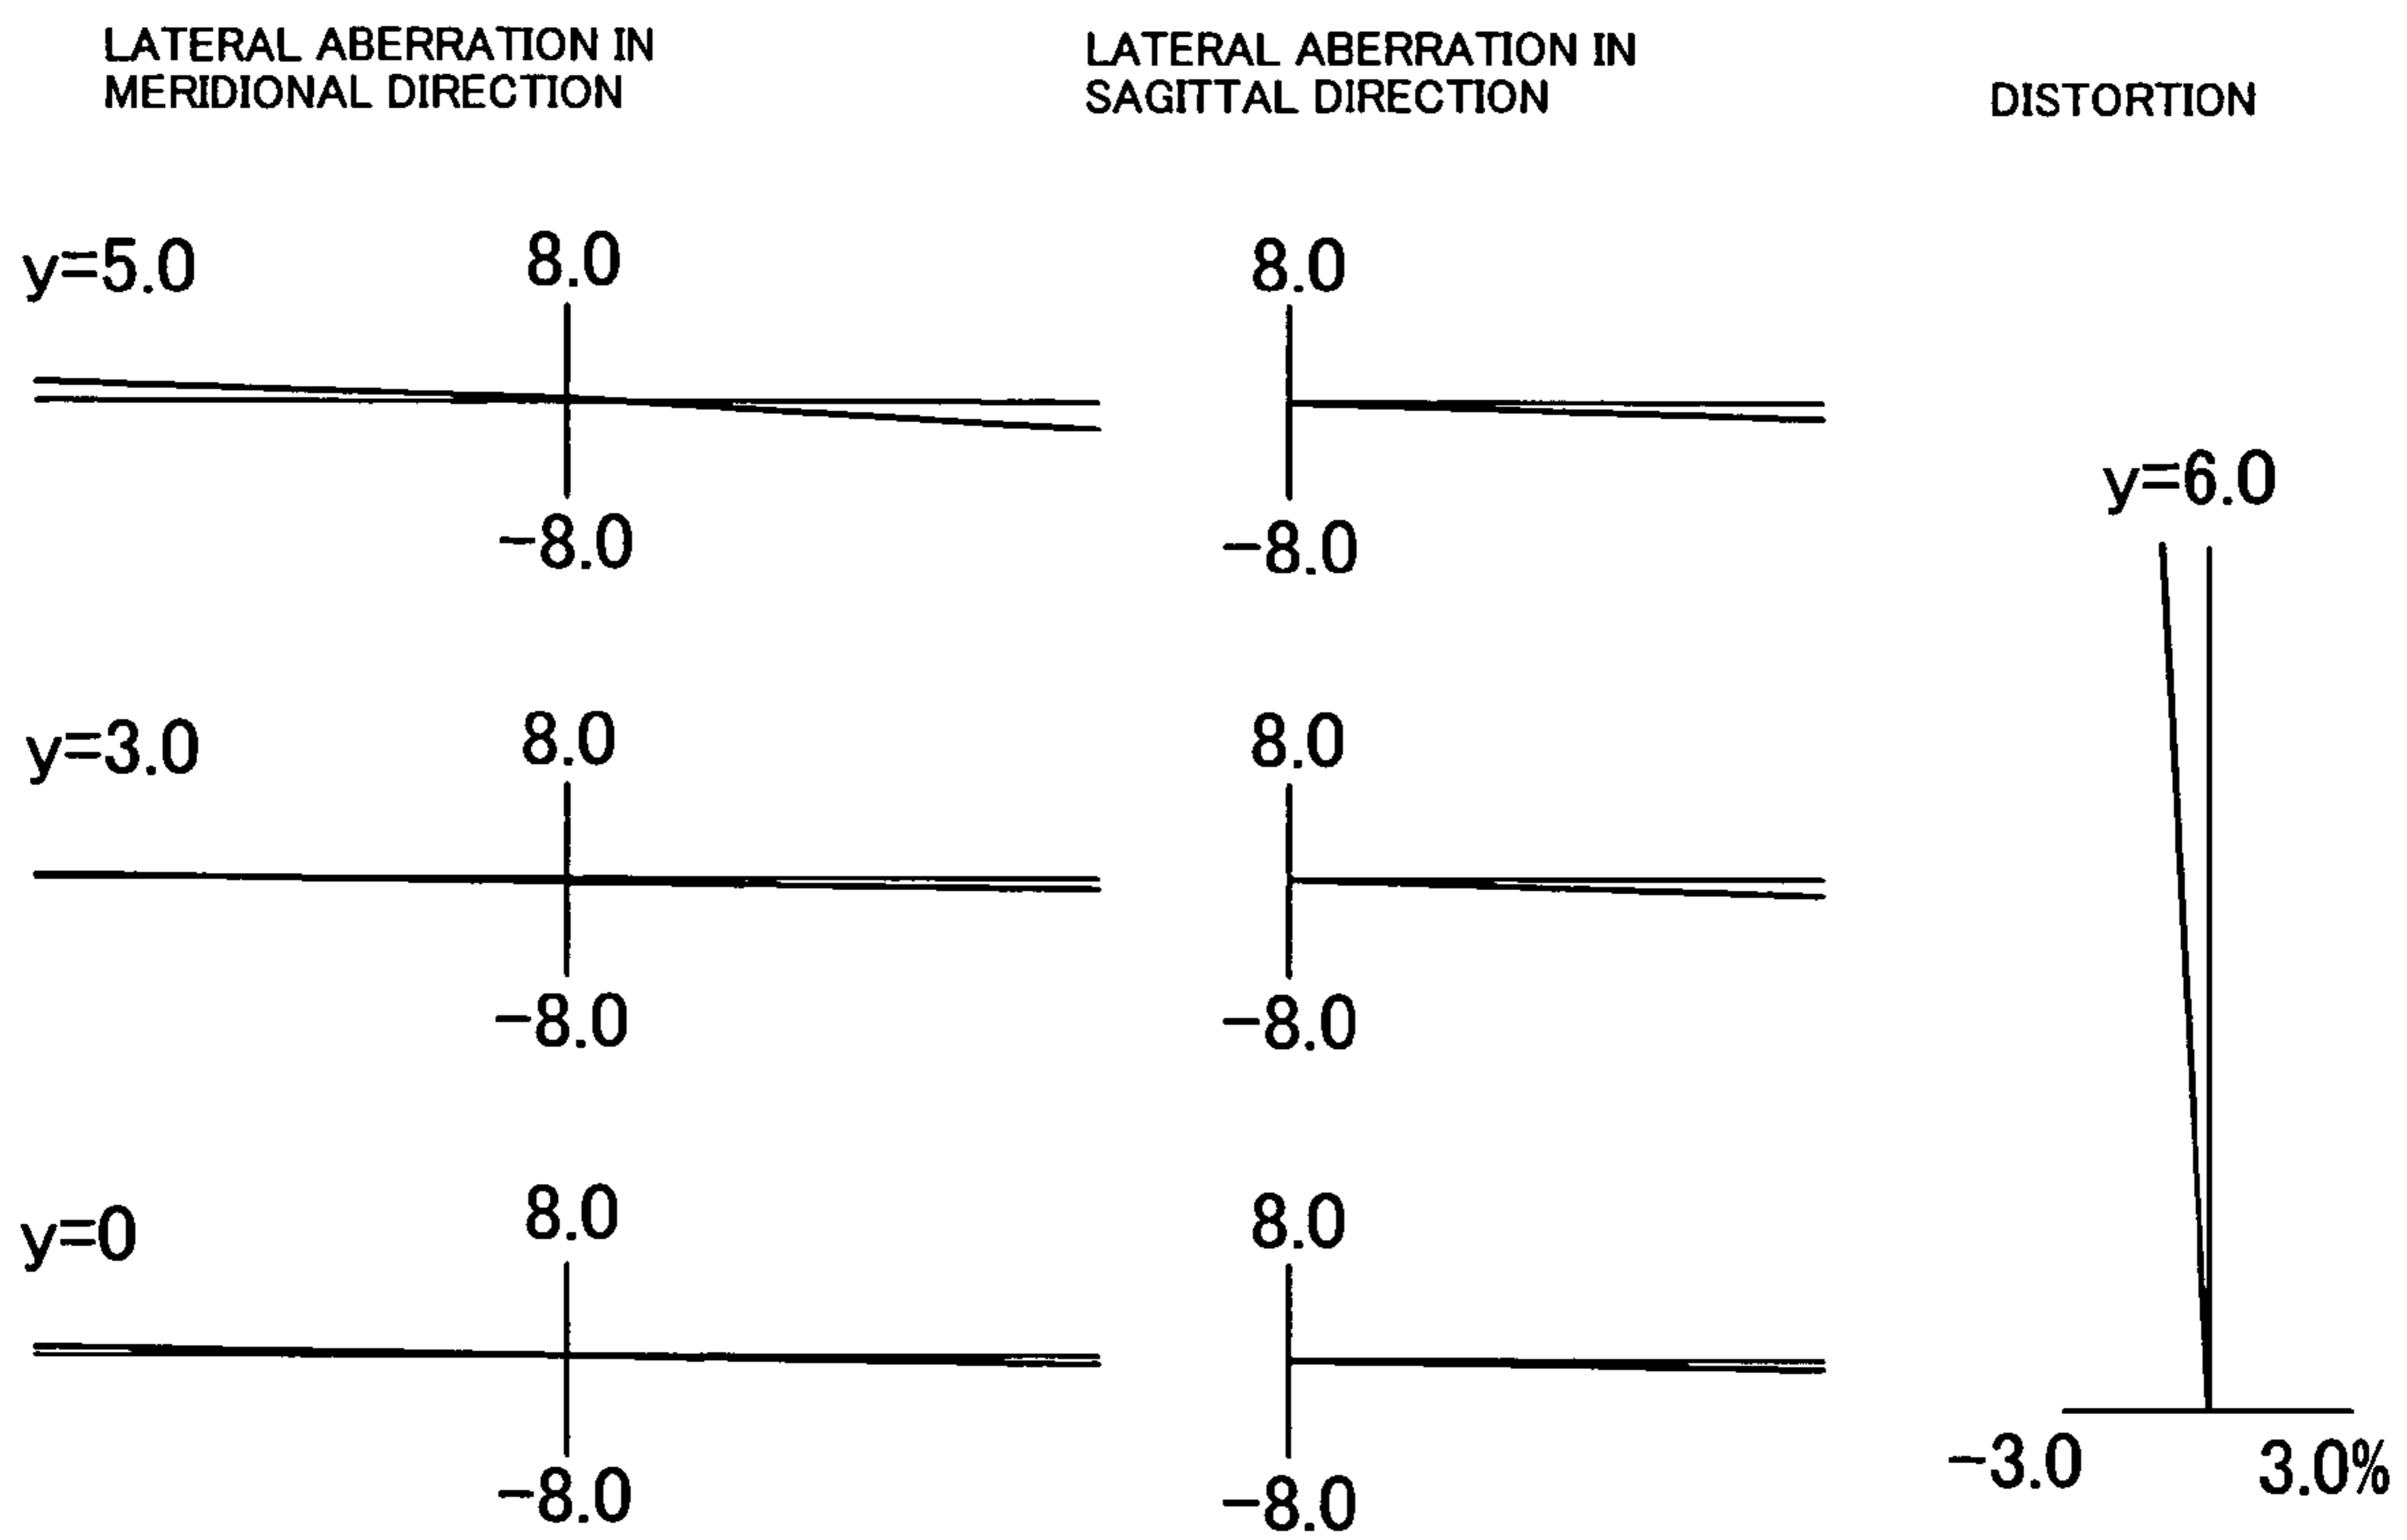 LATERAL ABERRATION IN
MERIDIONAL DIRECTION
LATERAL ABERRATION IN
SAGITTAL DIRECTION
DISTORTION
y=5.0
8.0
-8.0
8.0
-8.0
y=3.0
8.0
-8.0
8.0
-8.0
y=0
8.0
-8.0
8.0
-8.0
y=6.0
-3.0
3.0%